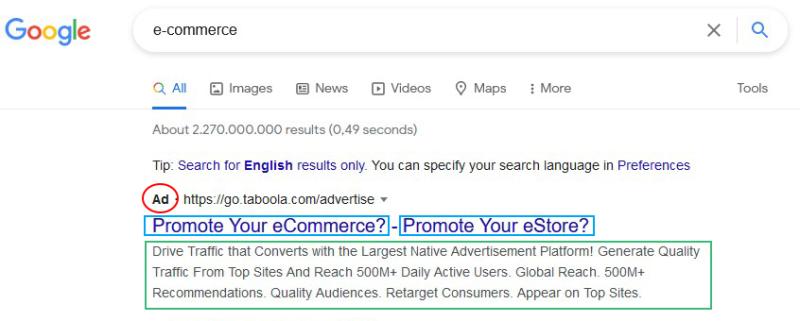 Google e-commerce
All Images News Videos Maps More Tools
About 2.270.000.000 results (0,49 seconds)
Tip: Search for English results only. You can specify your search language in Preferences
Ad · https://go.taboola.com/advertise
Promote Your eCommerce? - Promote Your eStore?
Drive Traffic that Converts with the Largest Native Advertisement Platform! Generate Quality
Traffic From Top Sites And Reach 500M+ Daily Active Users. Global Reach. 500M+
Recommendations. Quality Audiences. Retarget Consumers. Appear on Top Sites.